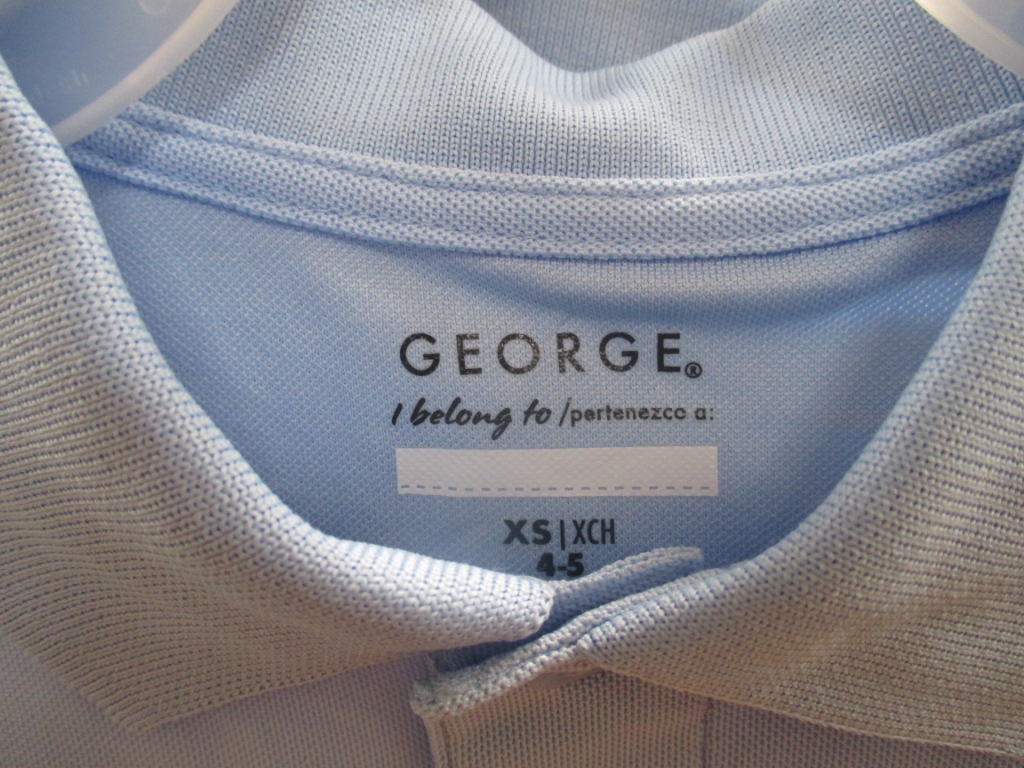 GEORGE®
I belong to / pertenezco a:
XS | XCH
4-5